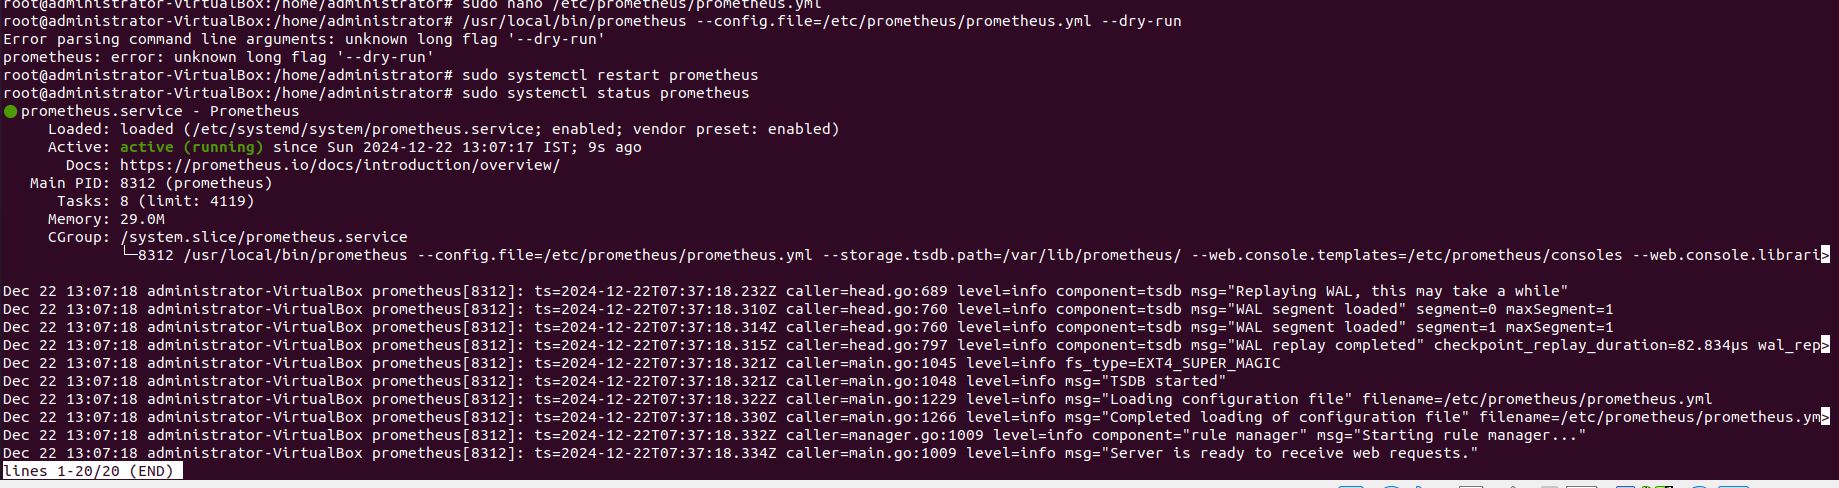 root@administrator-VirtualBox:/home/administrator# sudo nano /etc/prometheus/prometheus.yml
root@administrator-VirtualBox:/home/administrator# /usr/local/bin/prometheus --config.file=/etc/prometheus/prometheus.yml --dry-run
Error parsing command line arguments: unknown long flag '--dry-run'
prometheus: error: unknown long flag '--dry-run'
root@administrator-VirtualBox:/home/administrator# sudo systemctl restart prometheus
root@administrator-VirtualBox:/home/administrator# sudo systemctl status prometheus
● prometheus.service - Prometheus
     Loaded: loaded (/etc/systemd/system/prometheus.service; enabled; vendor preset: enabled)
     Active: active (running) since Sun 2024-12-22 13:07:17 IST; 9s ago
       Docs: https://prometheus.io/docs/introduction/overview/
   Main PID: 8312 (prometheus)
      Tasks: 8 (limit: 4119)
     Memory: 29.0M
     CGroup: /system.slice/prometheus.service
             └─8312 /usr/local/bin/prometheus --config.file=/etc/prometheus/prometheus.yml --storage.tsdb.path=/var/lib/prometheus/ --web.console.templates=/etc/prometheus/consoles --web.console.librari>
Dec 22 13:07:18 administrator-VirtualBox prometheus[8312]: ts=2024-12-22T07:37:18.232Z caller=head.go:689 level=info component=tsdb msg="Replaying WAL, this may take a while"
Dec 22 13:07:18 administrator-VirtualBox prometheus[8312]: ts=2024-12-22T07:37:18.310Z caller=head.go:760 level=info component=tsdb msg="WAL segment loaded" segment=0 maxSegment=1
Dec 22 13:07:18 administrator-VirtualBox prometheus[8312]: ts=2024-12-22T07:37:18.314Z caller=head.go:760 level=info component=tsdb msg="WAL segment loaded" segment=1 maxSegment=1
Dec 22 13:07:18 administrator-VirtualBox prometheus[8312]: ts=2024-12-22T07:37:18.315Z caller=head.go:797 level=info component=tsdb msg="WAL replay completed" checkpoint_replay_duration=82.834µs wal_rep>
Dec 22 13:07:18 administrator-VirtualBox prometheus[8312]: ts=2024-12-22T07:37:18.321Z caller=main.go:1045 level=info fs_type=EXT4_SUPER_MAGIC
Dec 22 13:07:18 administrator-VirtualBox prometheus[8312]: ts=2024-12-22T07:37:18.321Z caller=main.go:1048 level=info msg="TSDB started"
Dec 22 13:07:18 administrator-VirtualBox prometheus[8312]: ts=2024-12-22T07:37:18.322Z caller=main.go:1229 level=info msg="Loading configuration file" filename=/etc/prometheus/prometheus.yml
Dec 22 13:07:18 administrator-VirtualBox prometheus[8312]: ts=2024-12-22T07:37:18.330Z caller=main.go:1266 level=info msg="Completed loading of configuration file" filename=/etc/prometheus/prometheus.ym>
Dec 22 13:07:18 administrator-VirtualBox prometheus[8312]: ts=2024-12-22T07:37:18.332Z caller=manager.go:1009 level=info component="rule manager" msg="Starting rule manager..."
Dec 22 13:07:18 administrator-VirtualBox prometheus[8312]: ts=2024-12-22T07:37:18.334Z caller=main.go:1009 level=info msg="Server is ready to receive web requests."
lines 1-20/20 (END)